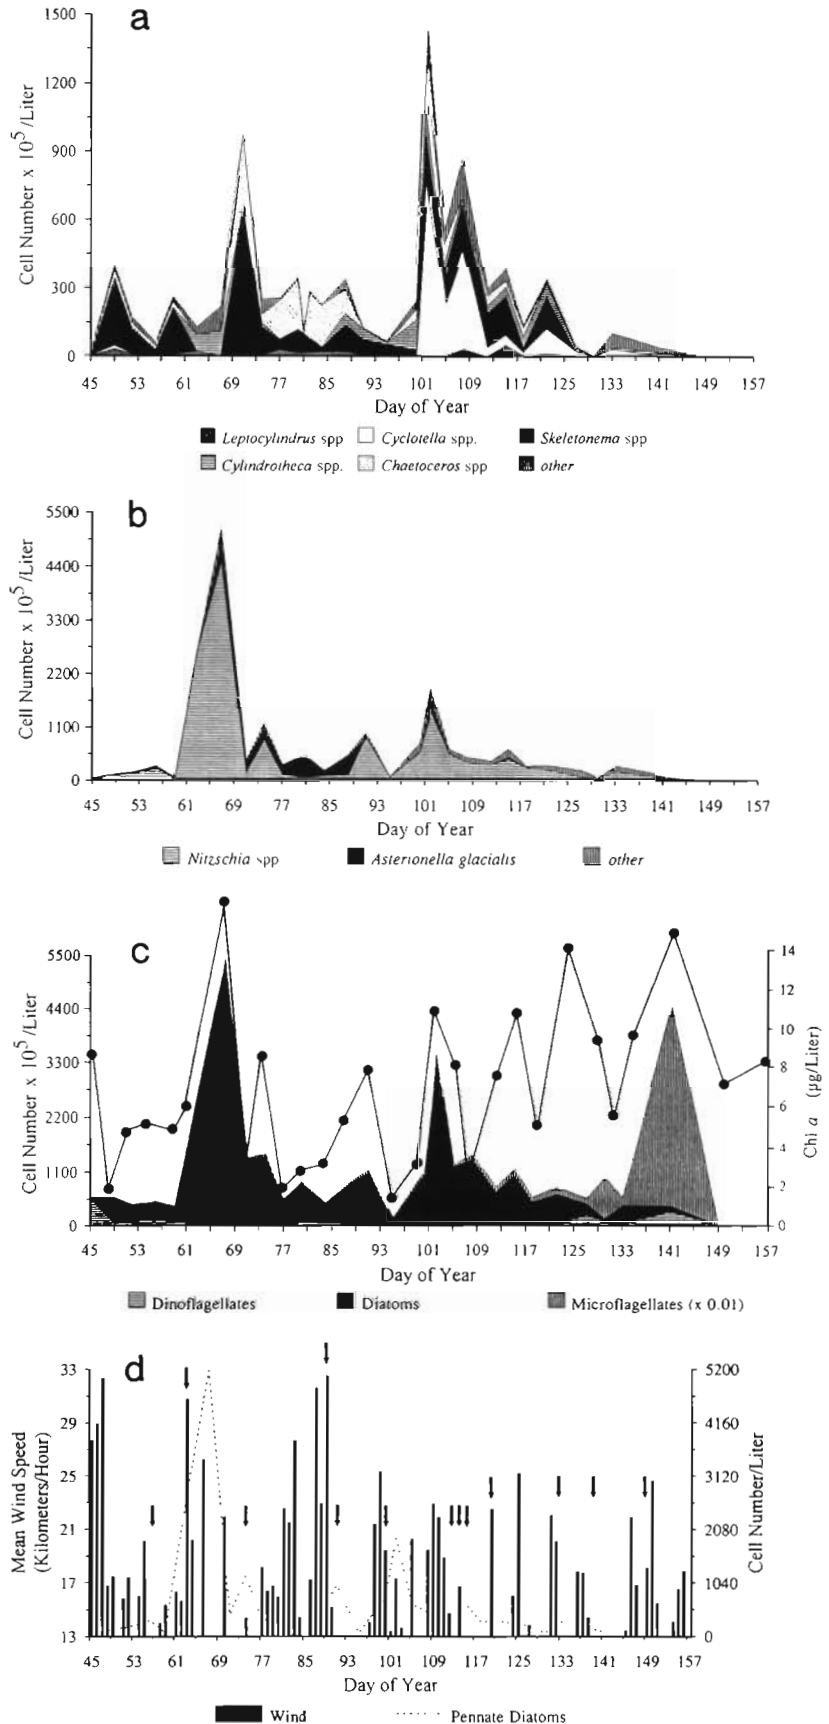 a
1500
1200
900
600
300
0
Cell Number x 10^5 /Liter
45 53 61 69 77 85 93 101 109 117 125 133 141 149 157
Day of Year
Leptocylindrus spp Cyclotella spp. Skeletonema spp
Cylindrotheca spp. Chaetoceros spp other
b
5500
4400
3300
2200
1100
0
Cell Number x 10^5 /Liter
45 53 61 69 77 85 93 101 109 117 125 133 141 149 157
Day of Year
Nitzschia spp Asterionella glacialis other
c
5500
4400
3300
2200
1100
0
Cell Number x 10^5 /Liter
14
12
10
8
6
4
2
0
Chl a (µg/Liter)
45 53 61 69 77 85 93 101 109 117 125 133 141 149 157
Day of Year
Dinoflagellates Diatoms Microflagellates (x 0.01)
d
33
29
25
21
17
13
Mean Wind Speed
(Kilometers/Hour)
5200
4160
3120
2080
1040
0
Cell Number/Liter
45 53 61 69 77 85 93 101 109 117 125 133 141 149 157
Day of Year
Wind Pennate Diatoms